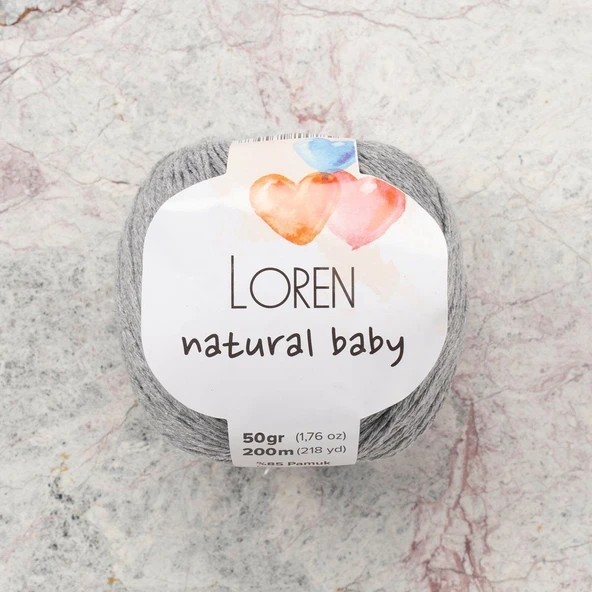 LOREN
natural baby
50gr (1,76 oz)
200m (218 yd)
%85 Pamuk